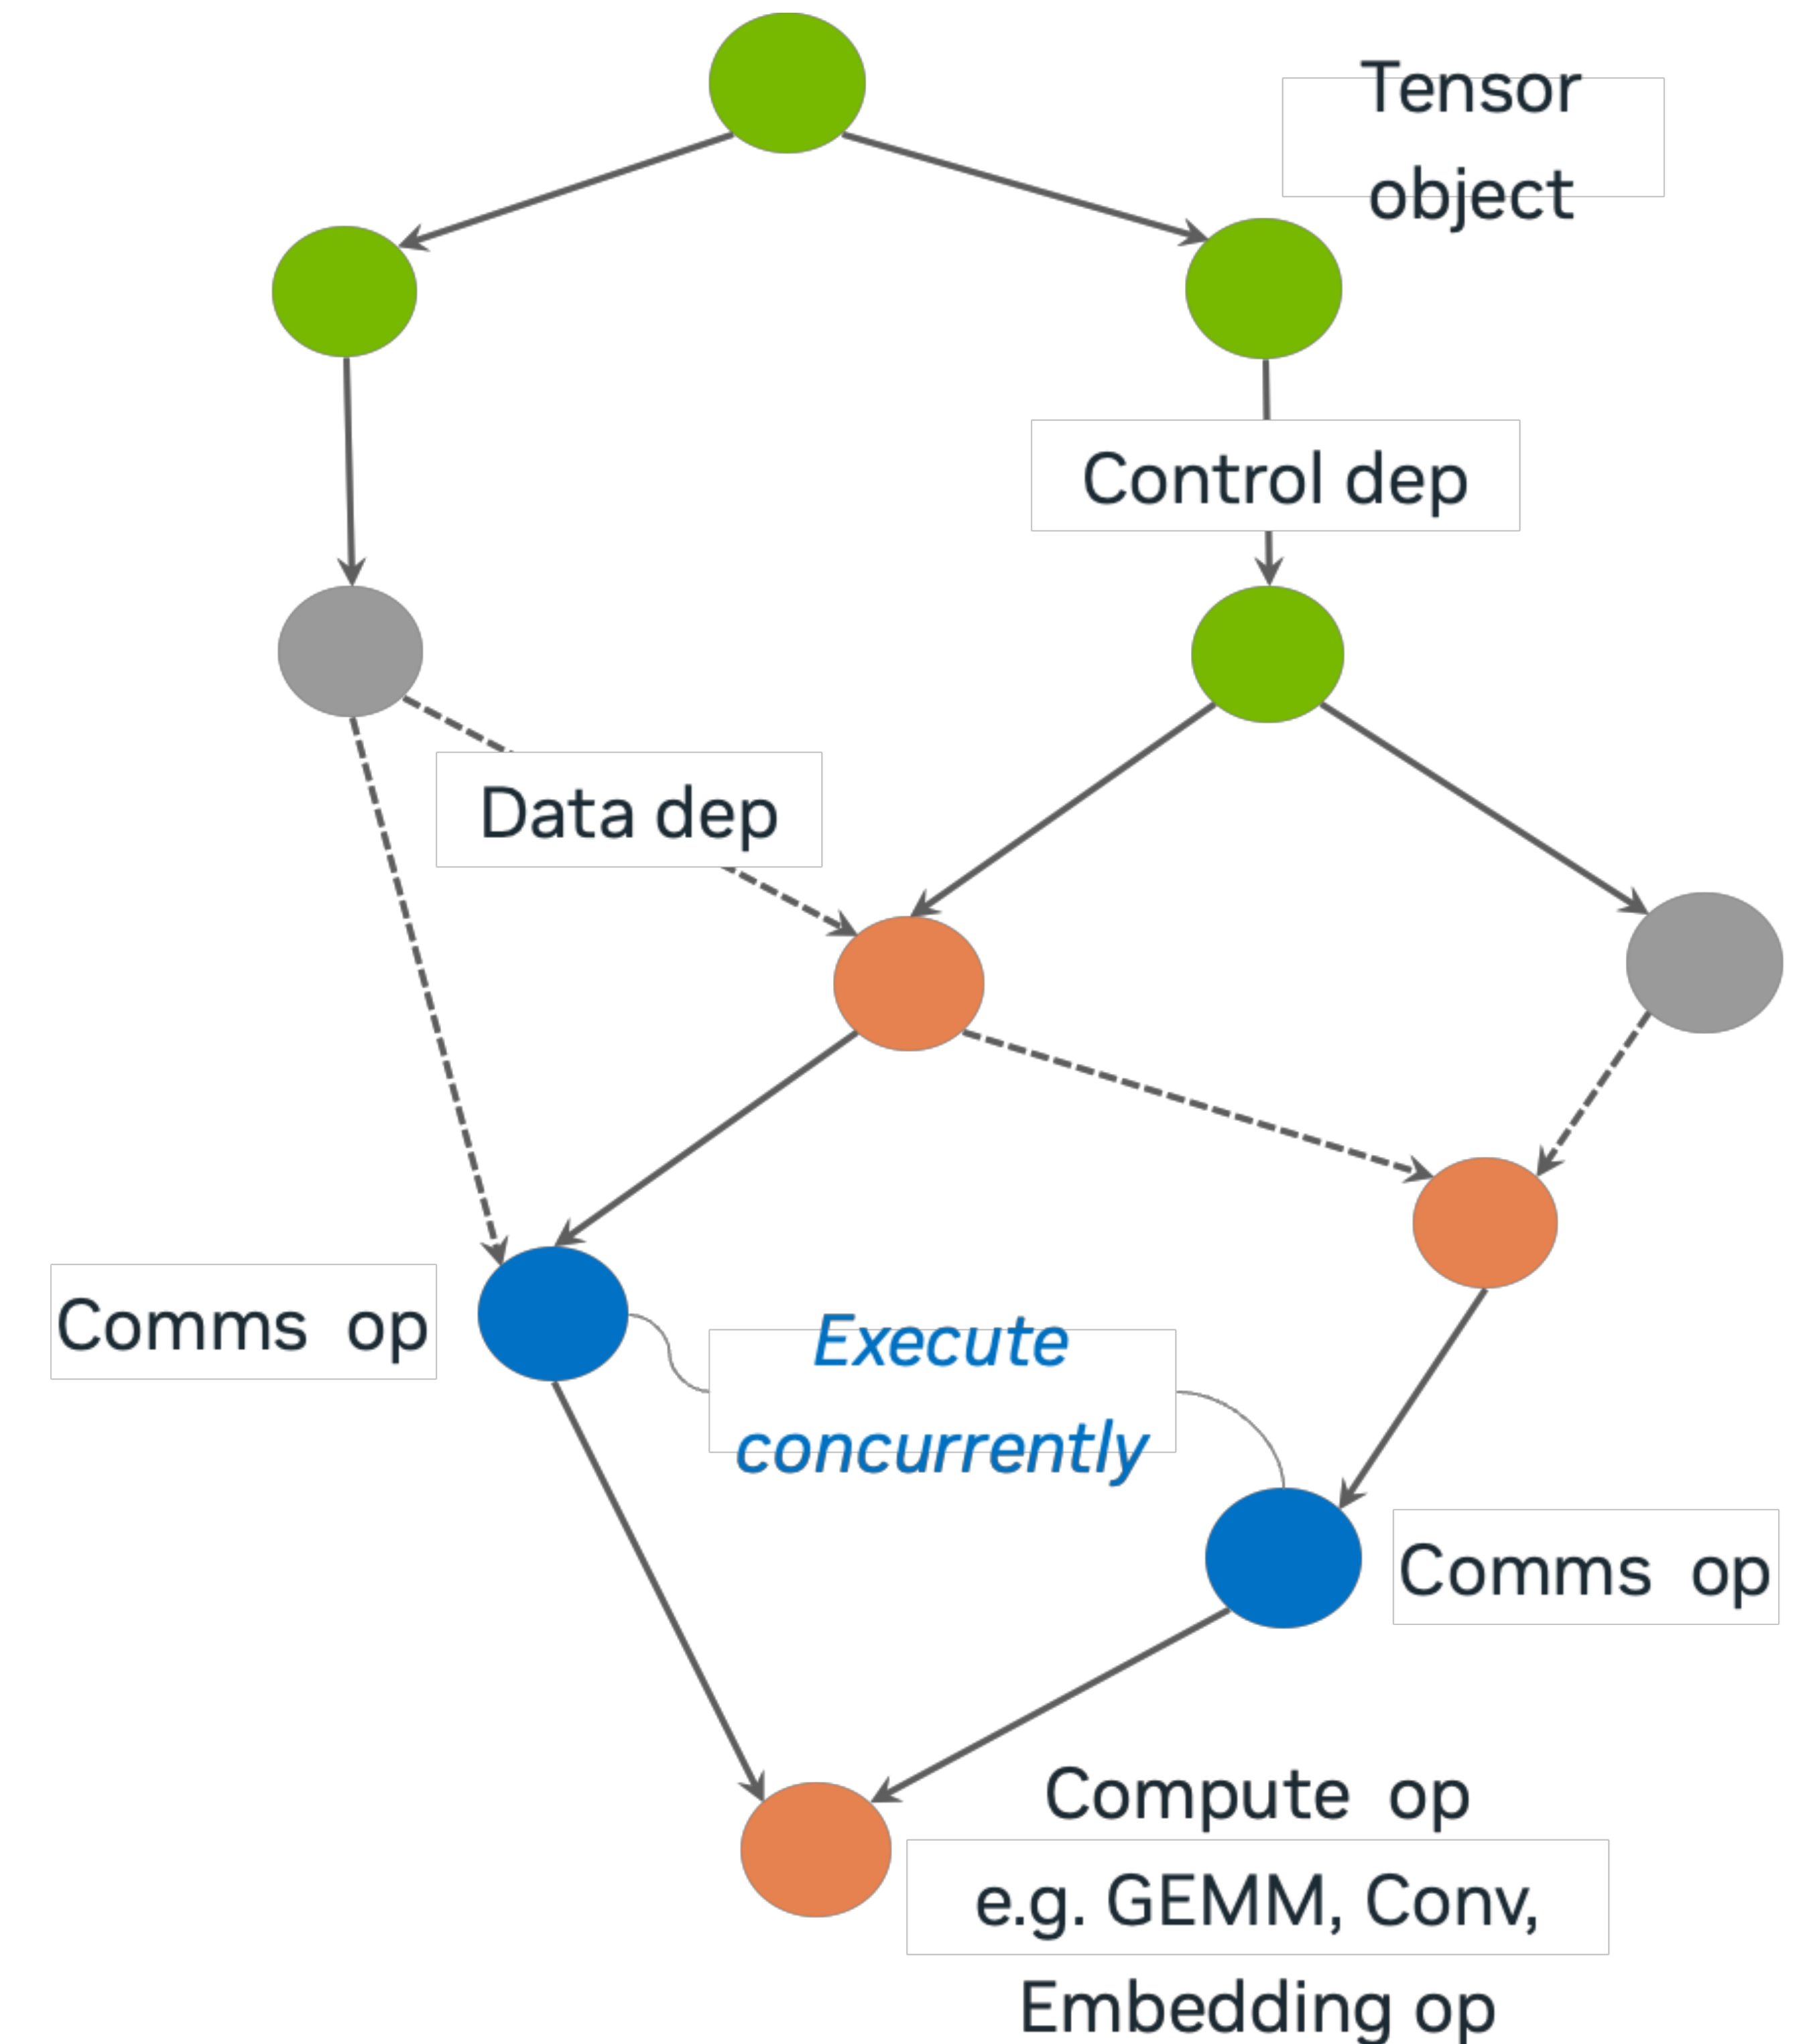 Tensor
object
Control dep
Data dep
Comms op
Execute
concurrently
Comms op
Compute op
e.g. GEMM, Conv,
Embedding op